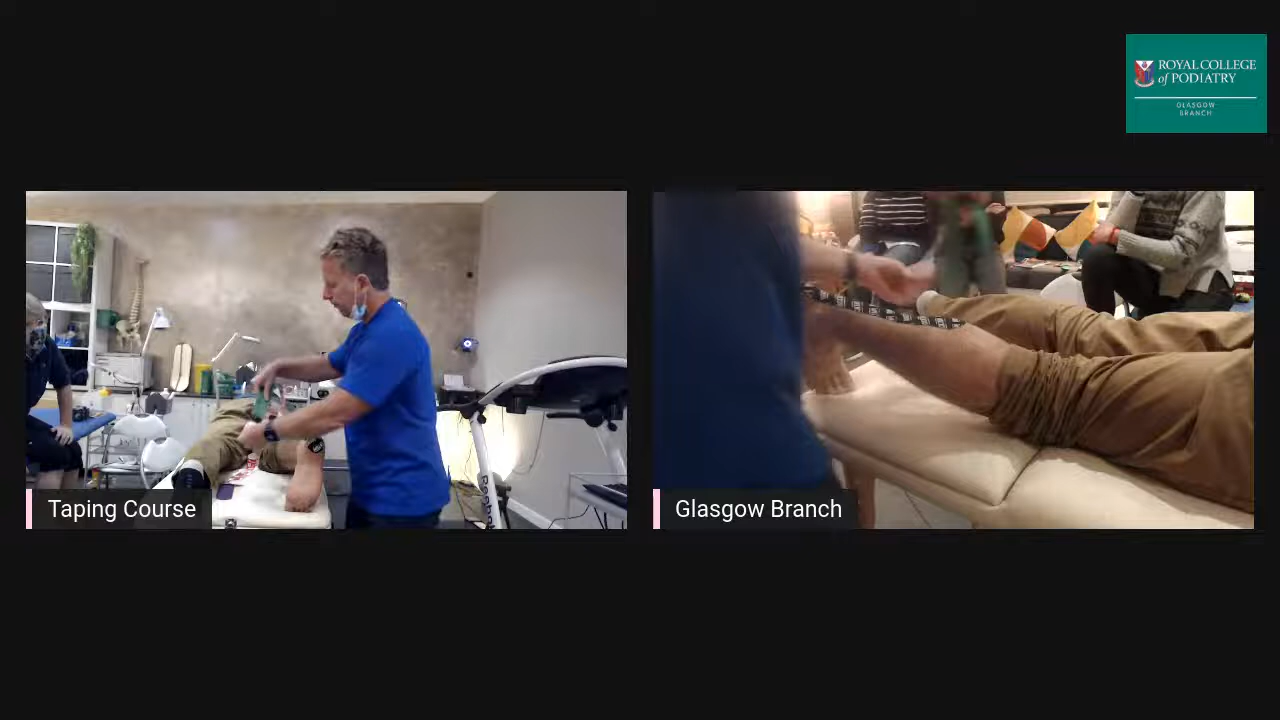 ROYAL COLLEGE
of PODIATRY
GLASGOW
BRANCH
Taping Course
Glasgow Branch